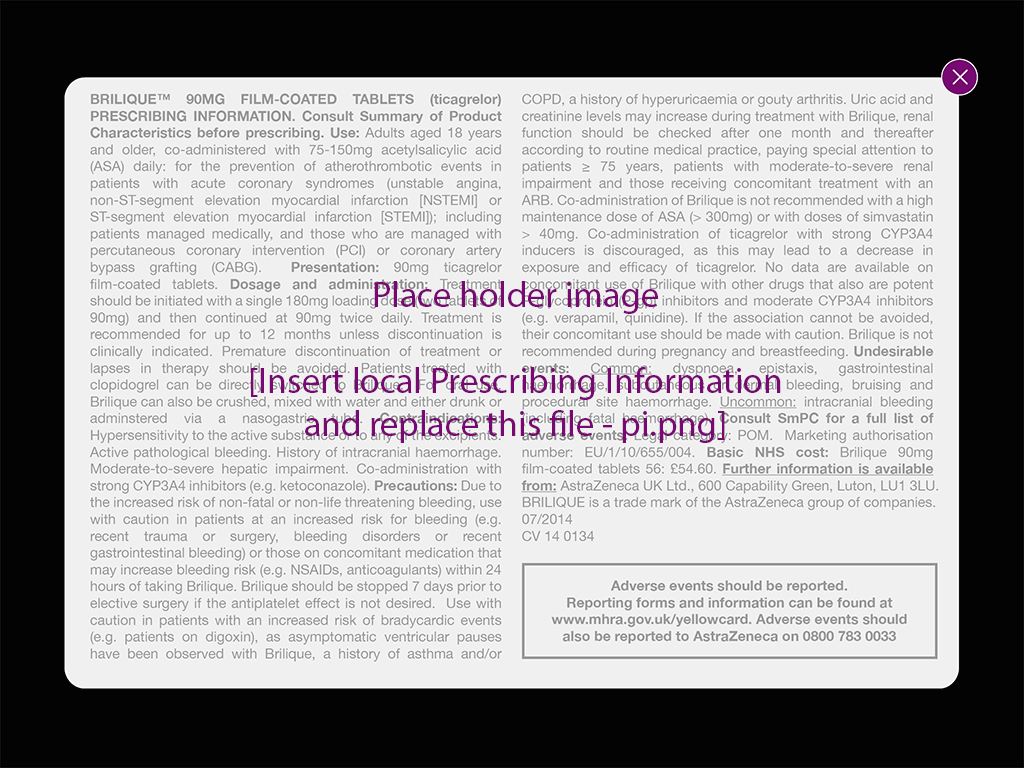 BRILIQUE™ 90MG FILM-COATED TABLETS (ticagrelor)
PRESCRIBING INFORMATION. Consult Summary of Product
Characteristics before prescribing. Use: Adults aged 18 years
and older, co-administered with 75-150mg acetylsalicylic acid
(ASA) daily: for the prevention of atherothrombotic events in
patients with acute coronary syndromes (unstable angina,
non-ST-segment elevation myocardial infarction [NSTEMI] or
ST-segment elevation myocardial infarction [STEMI]); including
patients managed medically, and those who are managed with
percutaneous coronary intervention (PCI) or coronary artery
bypass grafting (CABG). Presentation: 90mg ticagrelor
film-coated tablets. Dosage and administration: Treatment
should be initiated with a single 180mg loading
90mg) and then continued at 90mg twice daily. Treatment is
recommended for up to 12 months unless discontinuation is
clinically indicated. Premature discontinuation of treatment or
lapses in therapy should be avoided. Patients treated with
clopidogrel can be directly
Brilique can also be crushed, mixed with water and either drunk or
adminstered via a nasogastric tube. Contraindications:
Hypersensitivity to the active substance or to any of the excipients.
Active pathological bleeding. History of intracranial haemorrhage.
Moderate-to-severe hepatic impairment. Co-administration with
strong CYP3A4 inhibitors (e.g. ketoconazole). Precautions: Due to
the increased risk of non-fatal or non-life threatening bleeding, use
with caution in patients at an increased risk for bleeding (e.g.
recent trauma or surgery, bleeding disorders or recent
gastrointestinal bleeding) or those on concomitant medication that
may increase bleeding risk (e.g. NSAIDs, anticoagulants) within 24
hours of taking Brilique. Brilique should be stopped 7 days prior to
elective surgery if the antiplatelet effect is not desired. Use with
caution in patients with an increased risk of bradycardic events
(e.g. patients on digoxin), as asymptomatic ventricular pauses
have been observed with Brilique, a history of asthma and/or
COPD, a history of hyperuricaemia or gouty arthritis. Uric acid and
creatinine levels may increase during treatment with Brilique, renal
function should be checked after one month and thereafter
according to routine medical practice, paying special attention to
patients ≥ 75 years, patients with moderate-to-severe renal
impairment and those receiving concomitant treatment with an
ARB. Co-administration of Brilique is not recommended with a high
maintenance dose of ASA (> 300mg) or with doses of simvastatin
> 40mg. Co-administration of ticagrelor with strong CYP3A4
inducers is discouraged, as this may lead to a decrease in
exposure and efficacy of ticagrelor. No data are available on
concomitant use of Brilique with other drugs that also are potent
inhibitors and moderate CYP3A4 inhibitors
(e.g. verapamil, quinidine). If the association cannot be avoided,
their concomitant use should be made with caution. Brilique is not
recommended during pregnancy and breastfeeding. Undesirable
events: Common: dyspnoea, epistaxis, gastrointestinal
haemorrhage, subcutaneous or dermal bleeding, bruising and
procedural site haemorrhage. Uncommon: intracranial bleeding
(including fatal haemorrhage). Consult SmPC for a full list of
adverse events. Legal category: POM. Marketing authorisation
number: EU/1/10/655/004. Basic NHS cost: Brilique 90mg
film-coated tablets 56: £54.60. Further information is available
from: AstraZeneca UK Ltd., 600 Capability Green, Luton, LU1 3LU.
BRILIQUE is a trade mark of the AstraZeneca group of companies.
07/2014
CV 14 0134
Adverse events should be reported.
Reporting forms and information can be found at
www.mhra.gov.uk/yellowcard. Adverse events should
also be reported to AstraZeneca on 0800 783 0033
Place holder image
[Insert local Prescribing Information
and replace this file - pi.png]